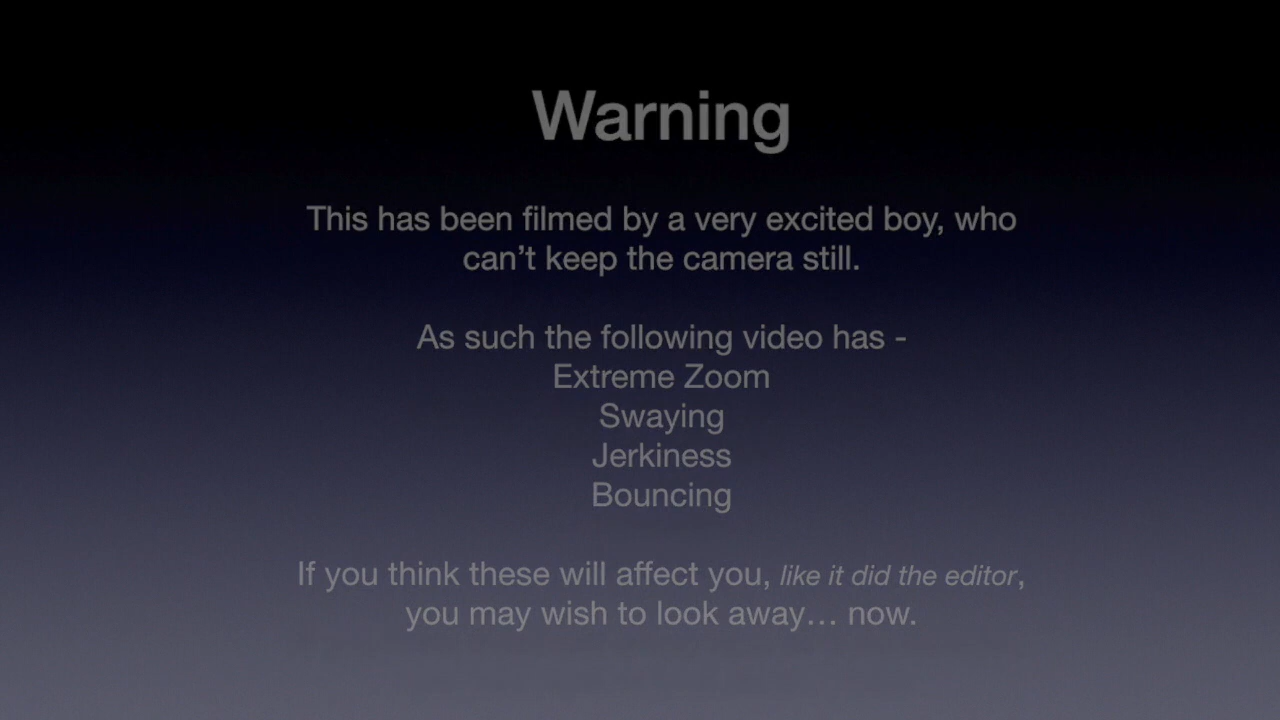 Warning
This has been filmed by a very excited boy, who
can’t keep the camera still.
As such the following video has -
Extreme Zoom
Swaying
Jerkiness
Bouncing
If you think these will affect you, like it did the editor,
you may wish to look away… now.